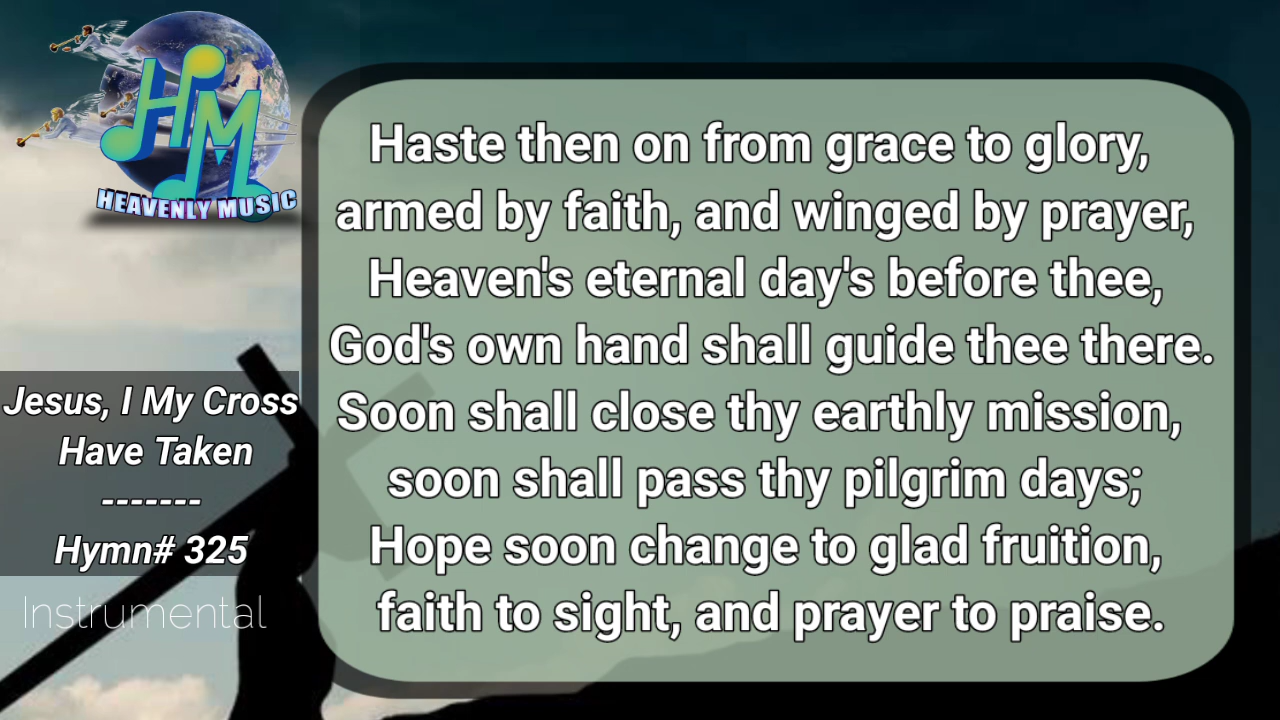 HM
HEAVENLY MUSIC
Jesus, I My Cross
Have Taken
-------
Hymn# 325
Instrumental
Haste then on from grace to glory,
armed by faith, and winged by prayer,
Heaven's eternal day's before thee,
God's own hand shall guide thee there.
Soon shall close thy earthly mission,
soon shall pass thy pilgrim days;
Hope soon change to glad fruition,
faith to sight, and prayer to praise.